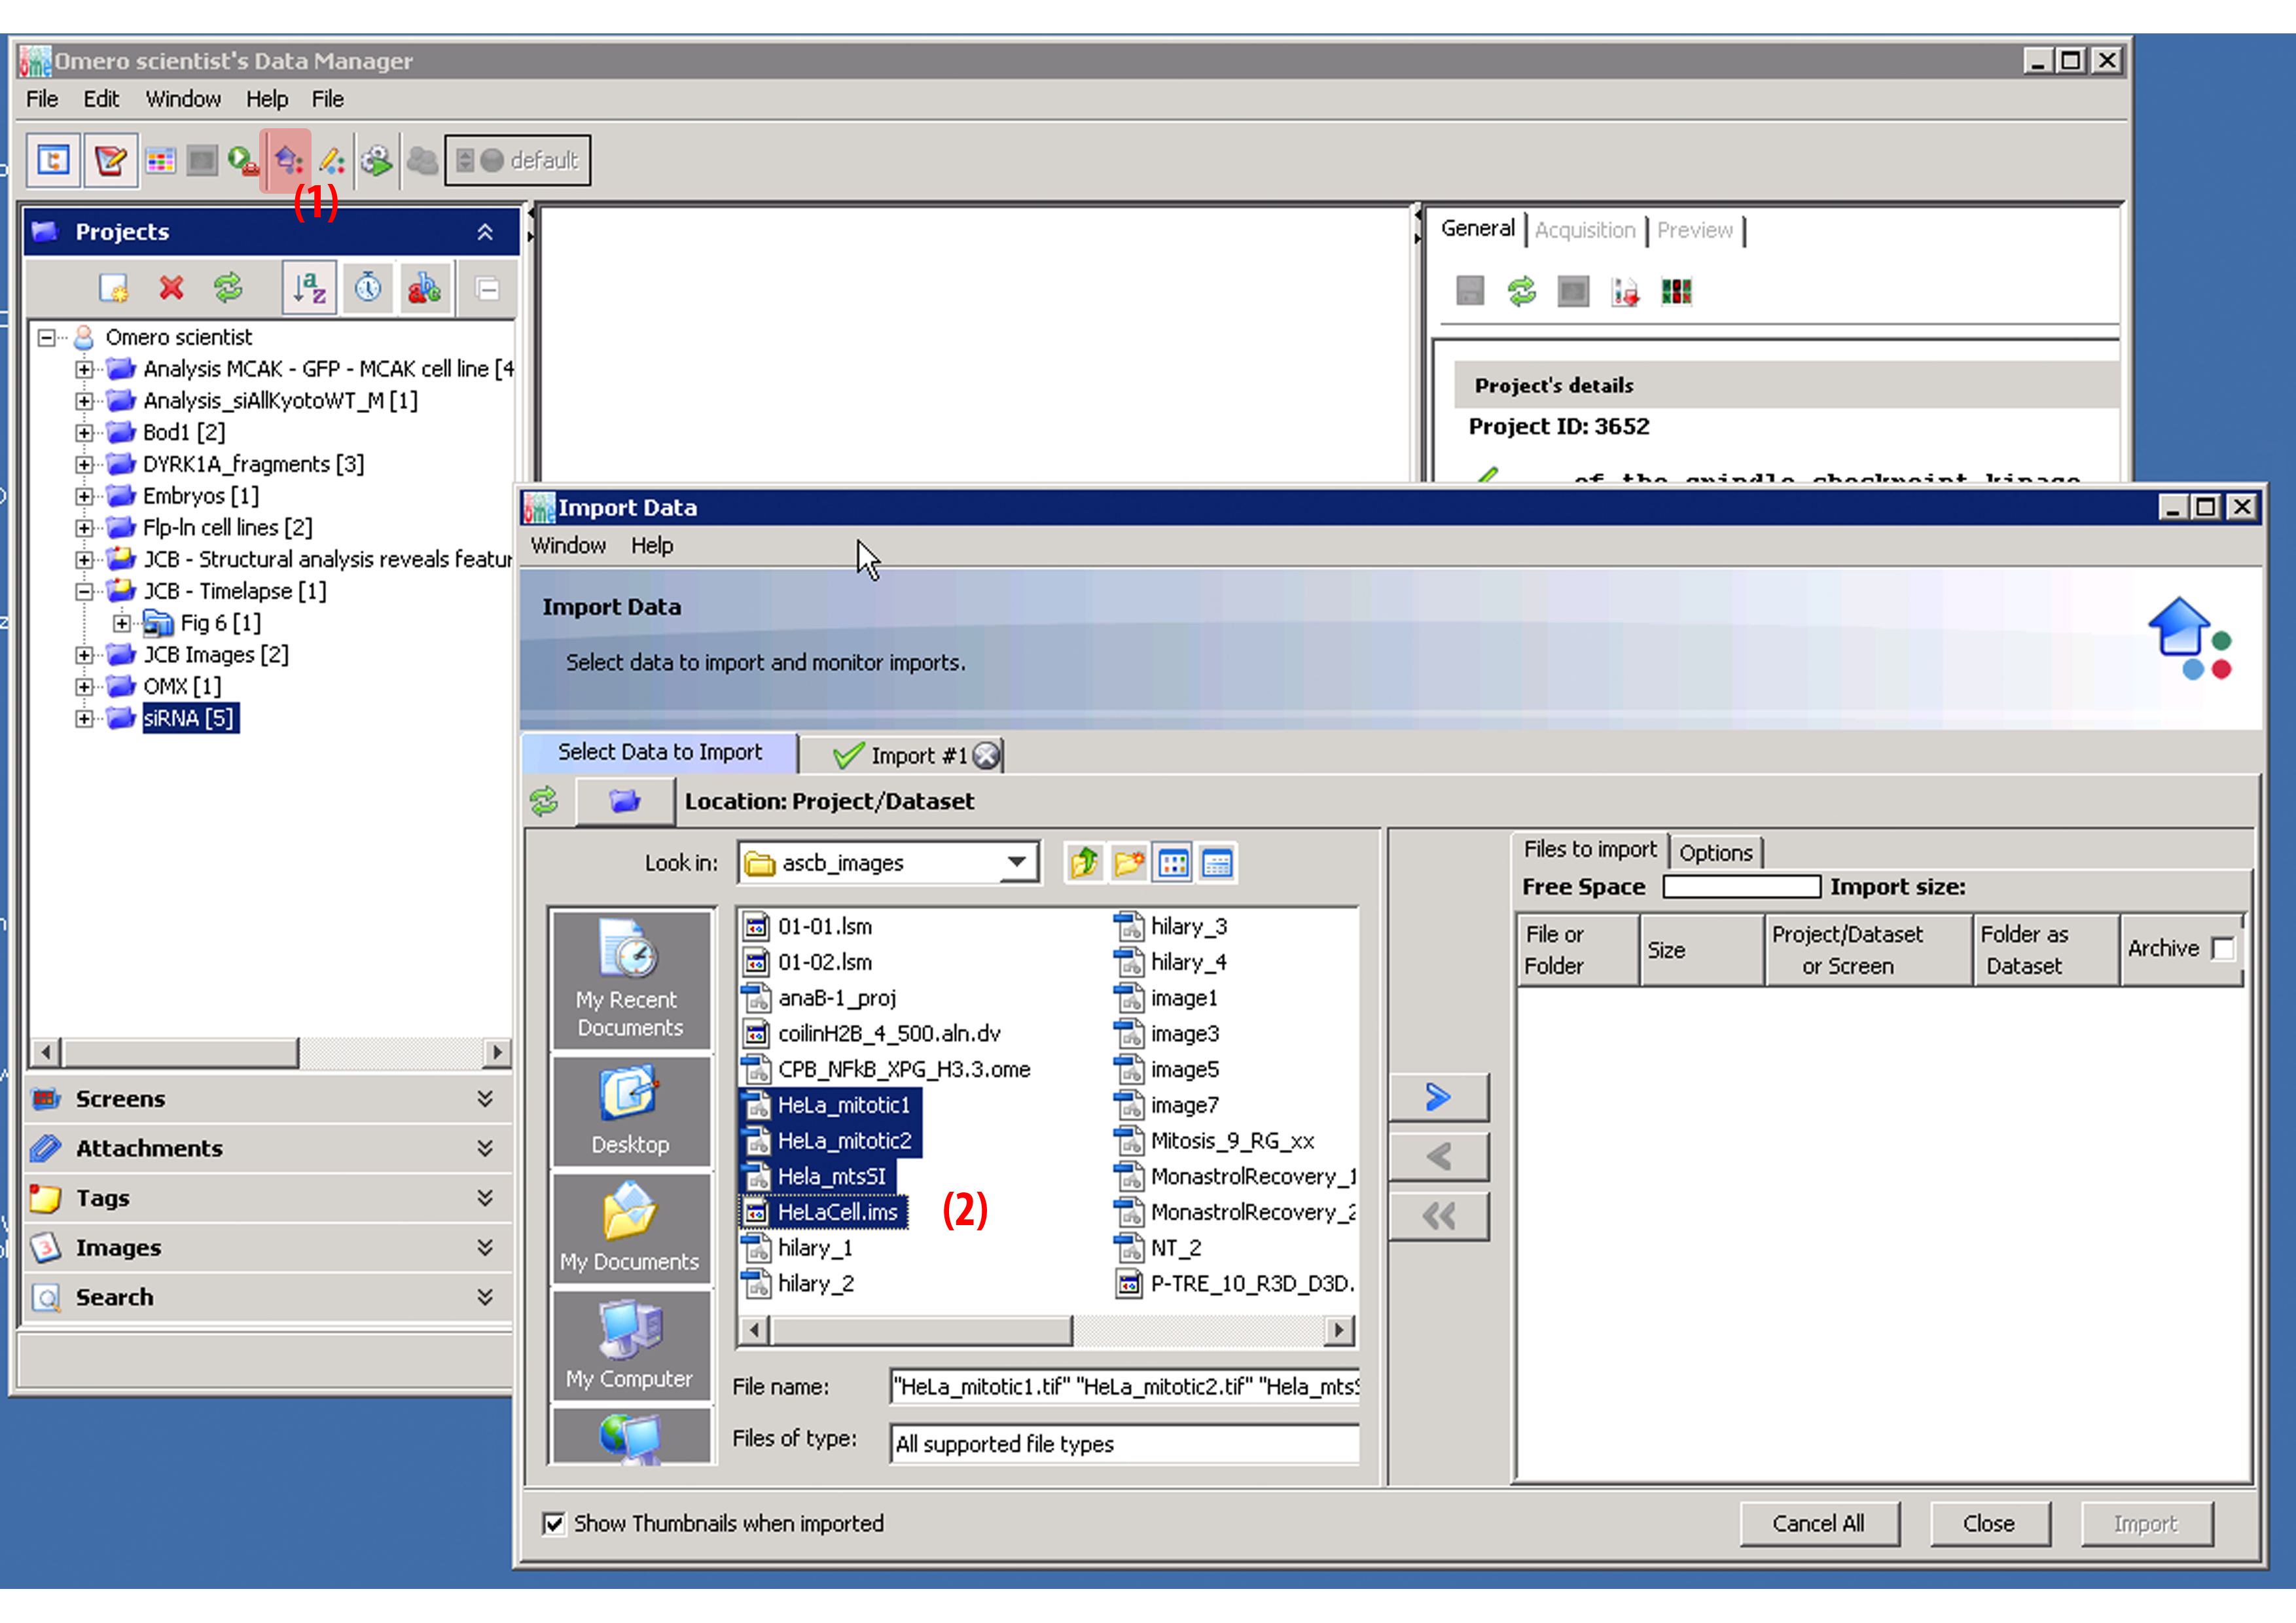 Omero scientist's Data Manager
File Edit Window Help File
default
(1)
Projects
Omero scientist
Analysis MCAK - GFP - MCAK cell line [4
Analysis_siAllKyotoWT_M [1]
Bod1 [2]
DYRK1A_fragments [3]
Embryos [1]
Flp-In cell lines [2]
JCB - Structural analysis reveals featur
JCB - Timelapse [1]
Fig 6 [1]
JCB Images [2]
OMX [1]
siRNA [5]
Screens
Attachments
Tags
Images
Search
General Acquisition Preview
Project's details
Project ID: 3652
of the spindle checkpoint kinase
Import Data
Window Help
Import Data
Select data to import and monitor imports.
Select Data to Import Import #1
Location: Project/Dataset
Look in: ascb_images
My Recent
Documents
Desktop
My Documents
My Computer
01-01.lsm
01-02.lsm
anaB-1_proj
coilinH2B_4_500.aln.dv
CPB_NFkB_XPG_H3.3.ome
HeLa_mitotic1
HeLa_mitotic2
Hela_mtsSI
HeLaCell.ims
(2)
hilary_1
hilary_2
hilary_3
hilary_4
image1
image3
image5
image7
Mitosis_9_RG_xx
MonastrolRecovery_1
MonastrolRecovery_2
NT_2
P-TRE_10_R3D_D3D.
File name: "HeLa_mitotic1.tif" "HeLa_mitotic2.tif" "Hela_mtsS
Files of type: All supported file types
Files to import Options
Free Space Import size:
File or
Folder
Size
Project/Dataset
or Screen
Folder as
Dataset
Archive
Show Thumbnails when imported
Cancel All Close Import